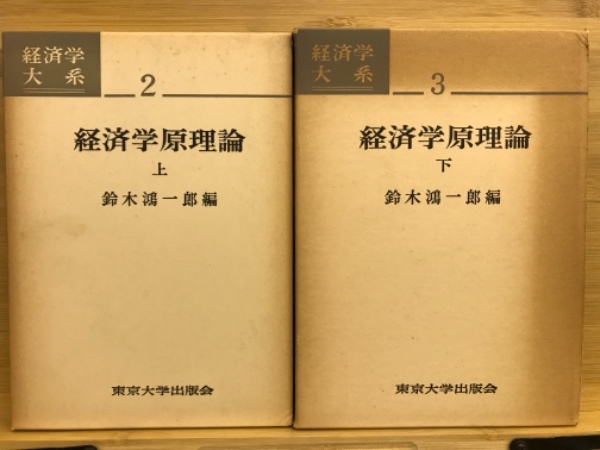 経済学
大系
2
経済学原理論
上
鈴木鴻一郎編
東京大学出版会
経済学
大系
3
経済学原理論
下
鈴木鴻一郎編
東京大学出版会